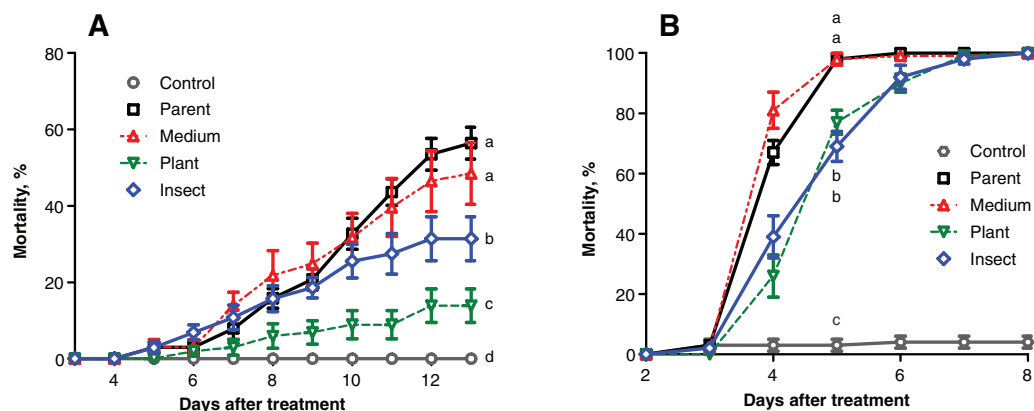 A
Mortality, %
80
60
40
20
0
4
6
8
10
12
Days after treatment
Control
Parent
Medium
Plant
Insect
a
a
b
c
d
B
Mortality, %
100
80
60
40
20
0
2
4
6
8
Days after treatment
a
a
b
b
c
Control
Parent
Medium
Plant
Insect